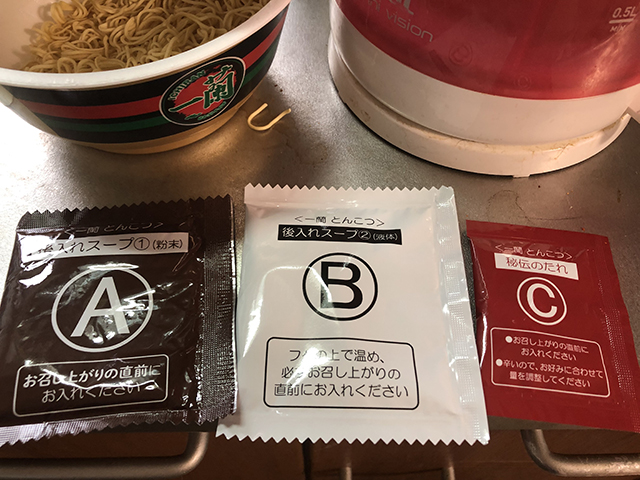 一蘭
vision
0.5L
MIN
<一蘭 とんこつ>
後入れスープ①(粉末)
A
お召し上がりの直前に
お入れください
<一蘭 とんこつ>
後入れスープ②(液体)
B
フタの上で温め、
必ずお召し上がりの
直前にお入れください
<一蘭 とんこつ>
秘伝のたれ
C
●お召し上がりの直前に
お入れください
●辛いので、お好みに合わせて
量を調整してください